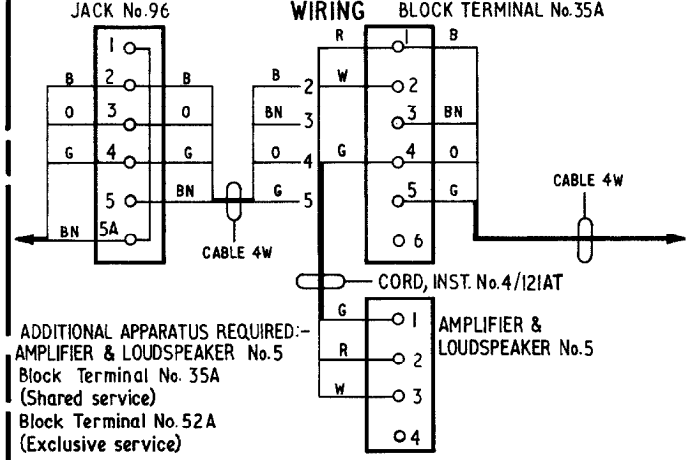 JACK No.96 WIRING BLOCK TERMINAL No.35A
1 R 1 B
B 2 B B 2 W 2
O 3 O BN 3 3 BN
G 4 G O 4 G 4 O
5 BN G 5 5 G
BN 5A 6
CABLE 4W
CABLE 4W
CORD, INST. No.4/121AT
G 1
R 2
W 3
4
AMPLIFIER &
LOUDSPEAKER No.5
ADDITIONAL APPARATUS REQUIRED:-
AMPLIFIER & LOUDSPEAKER No.5
Block Terminal No. 35A
(Shared service)
Block Terminal No. 52A
(Exclusive service)